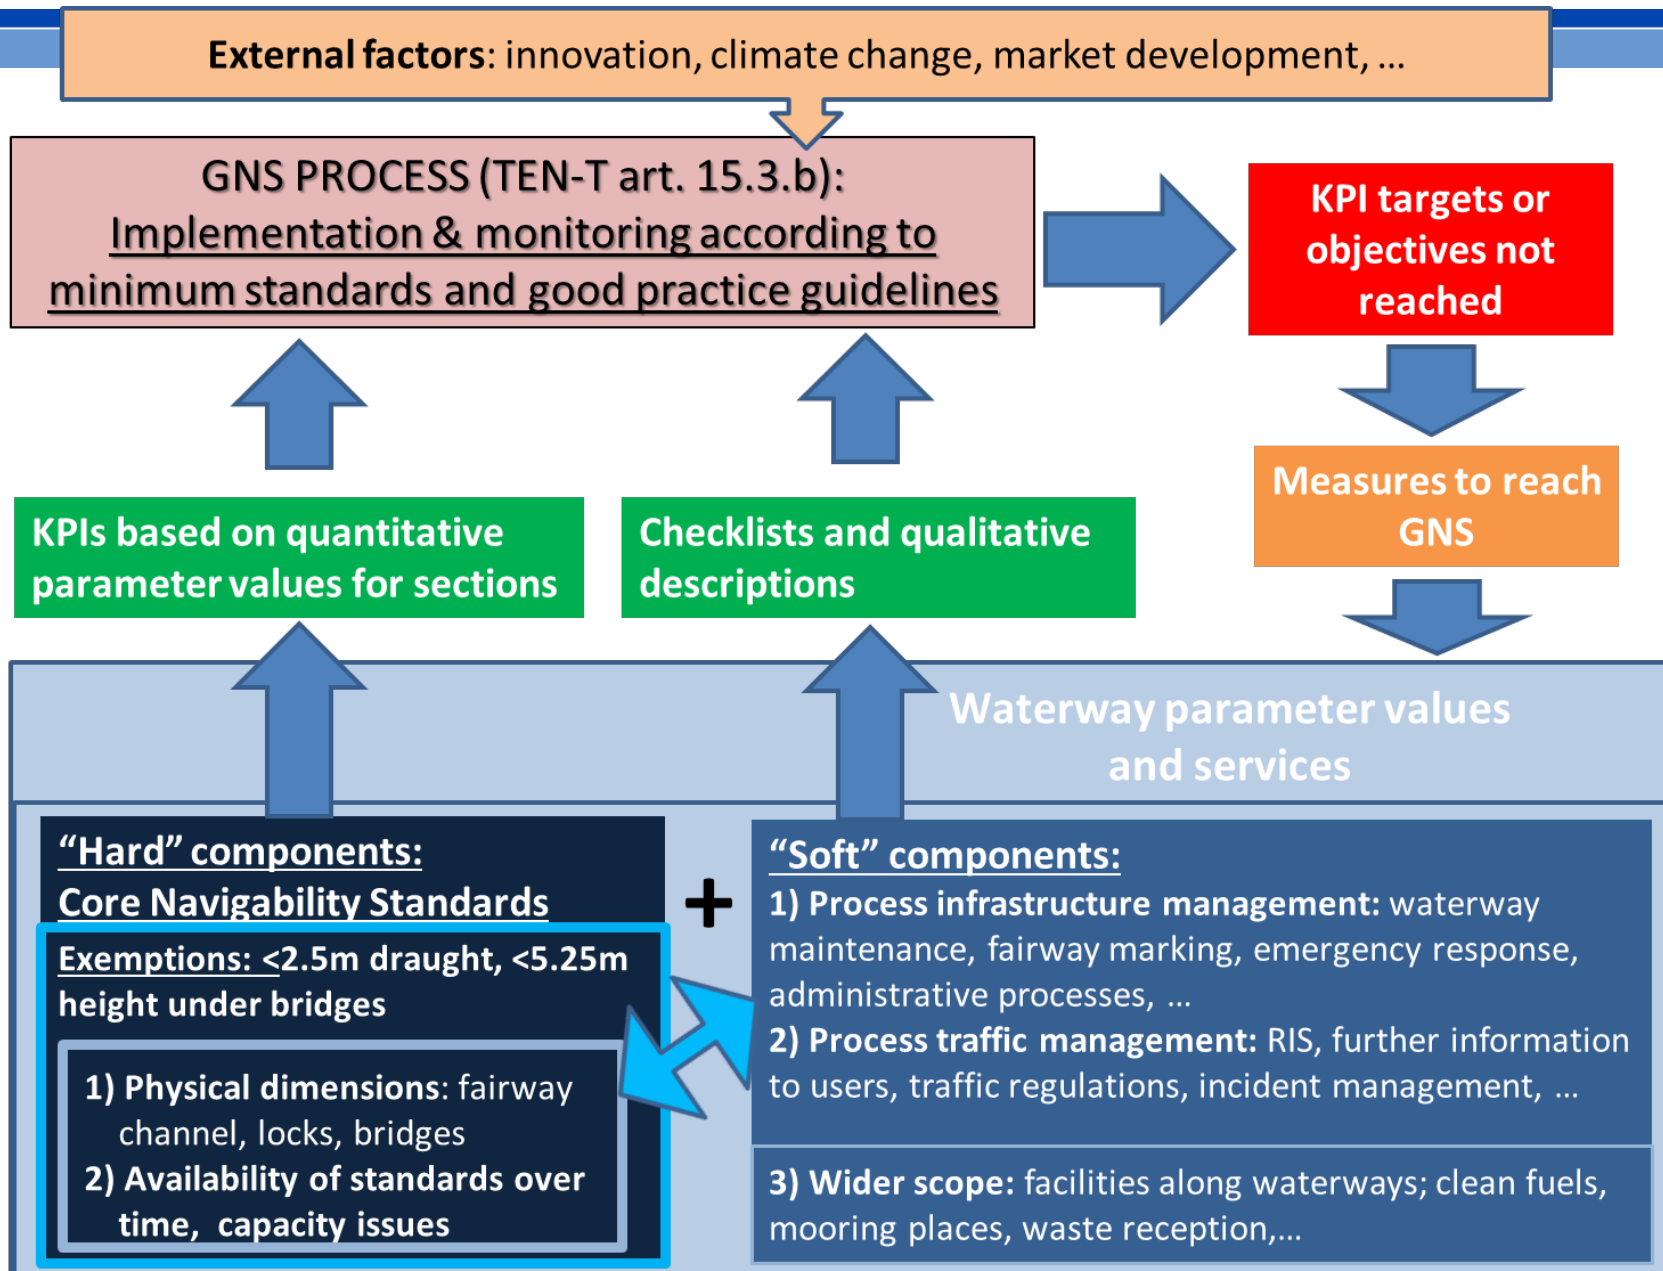 External factors: innovation, climate change, market development, ...
GNS PROCESS (TEN-T art. 15.3.b):
Implementation & monitoring according to
minimum standards and good practice guidelines
KPI targets or
objectives not
reached
Measures to reach
GNS
KPIs based on quantitative
parameter values for sections
Checklists and qualitative
descriptions
Waterway parameter values
and services
“Hard” components:
Core Navigability Standards
Exemptions: <2.5m draught, <5.25m
height under bridges
1) Physical dimensions: fairway
channel, locks, bridges
2) Availability of standards over
time, capacity issues
+
“Soft” components:
1) Process infrastructure management: waterway
maintenance, fairway marking, emergency response,
administrative processes, ...
2) Process traffic management: RIS, further information
to users, traffic regulations, incident management, ...
3) Wider scope: facilities along waterways; clean fuels,
mooring places, waste reception,...